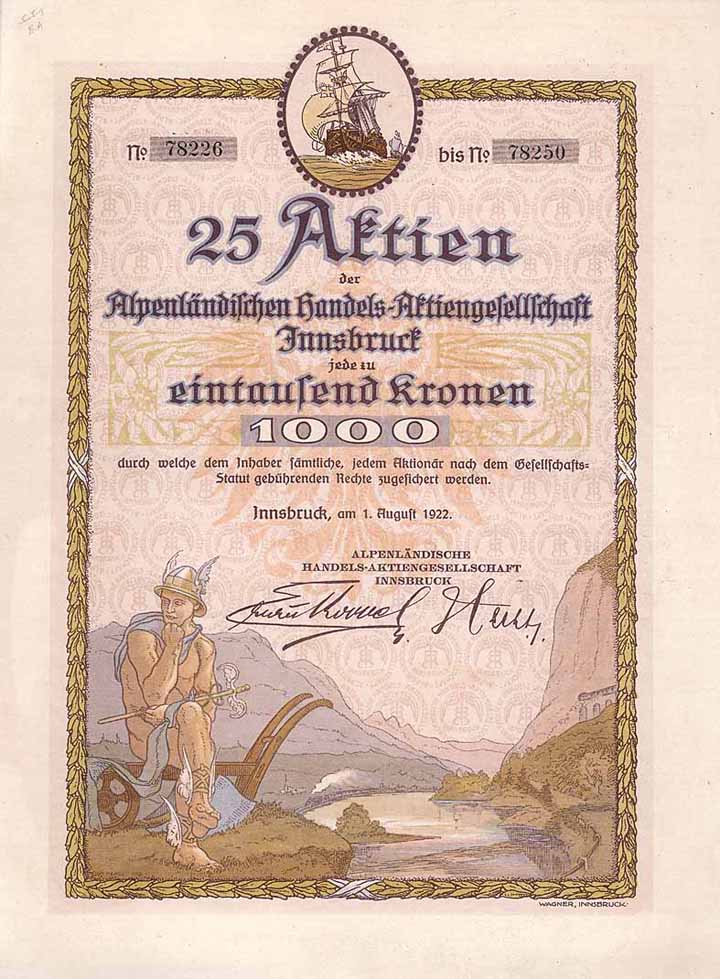 No 78226 bis No 78250
25 Aktien
der
Alpenländischen Handels-Aktiengesellschaft
Innsbruck
jede zu
eintausend Kronen
1000
durch welche dem Inhaber sämtliche, jedem Aktionär nach dem Gesellschafts-
Statut gebührenden Rechte zugesichert werden.
Innsbruck, am 1. August 1922.
ALPENLÄNDISCHE
HANDELS-AKTIENGESELLSCHAFT
INNSBRUCK
WAGNER, INNSBRUCK.